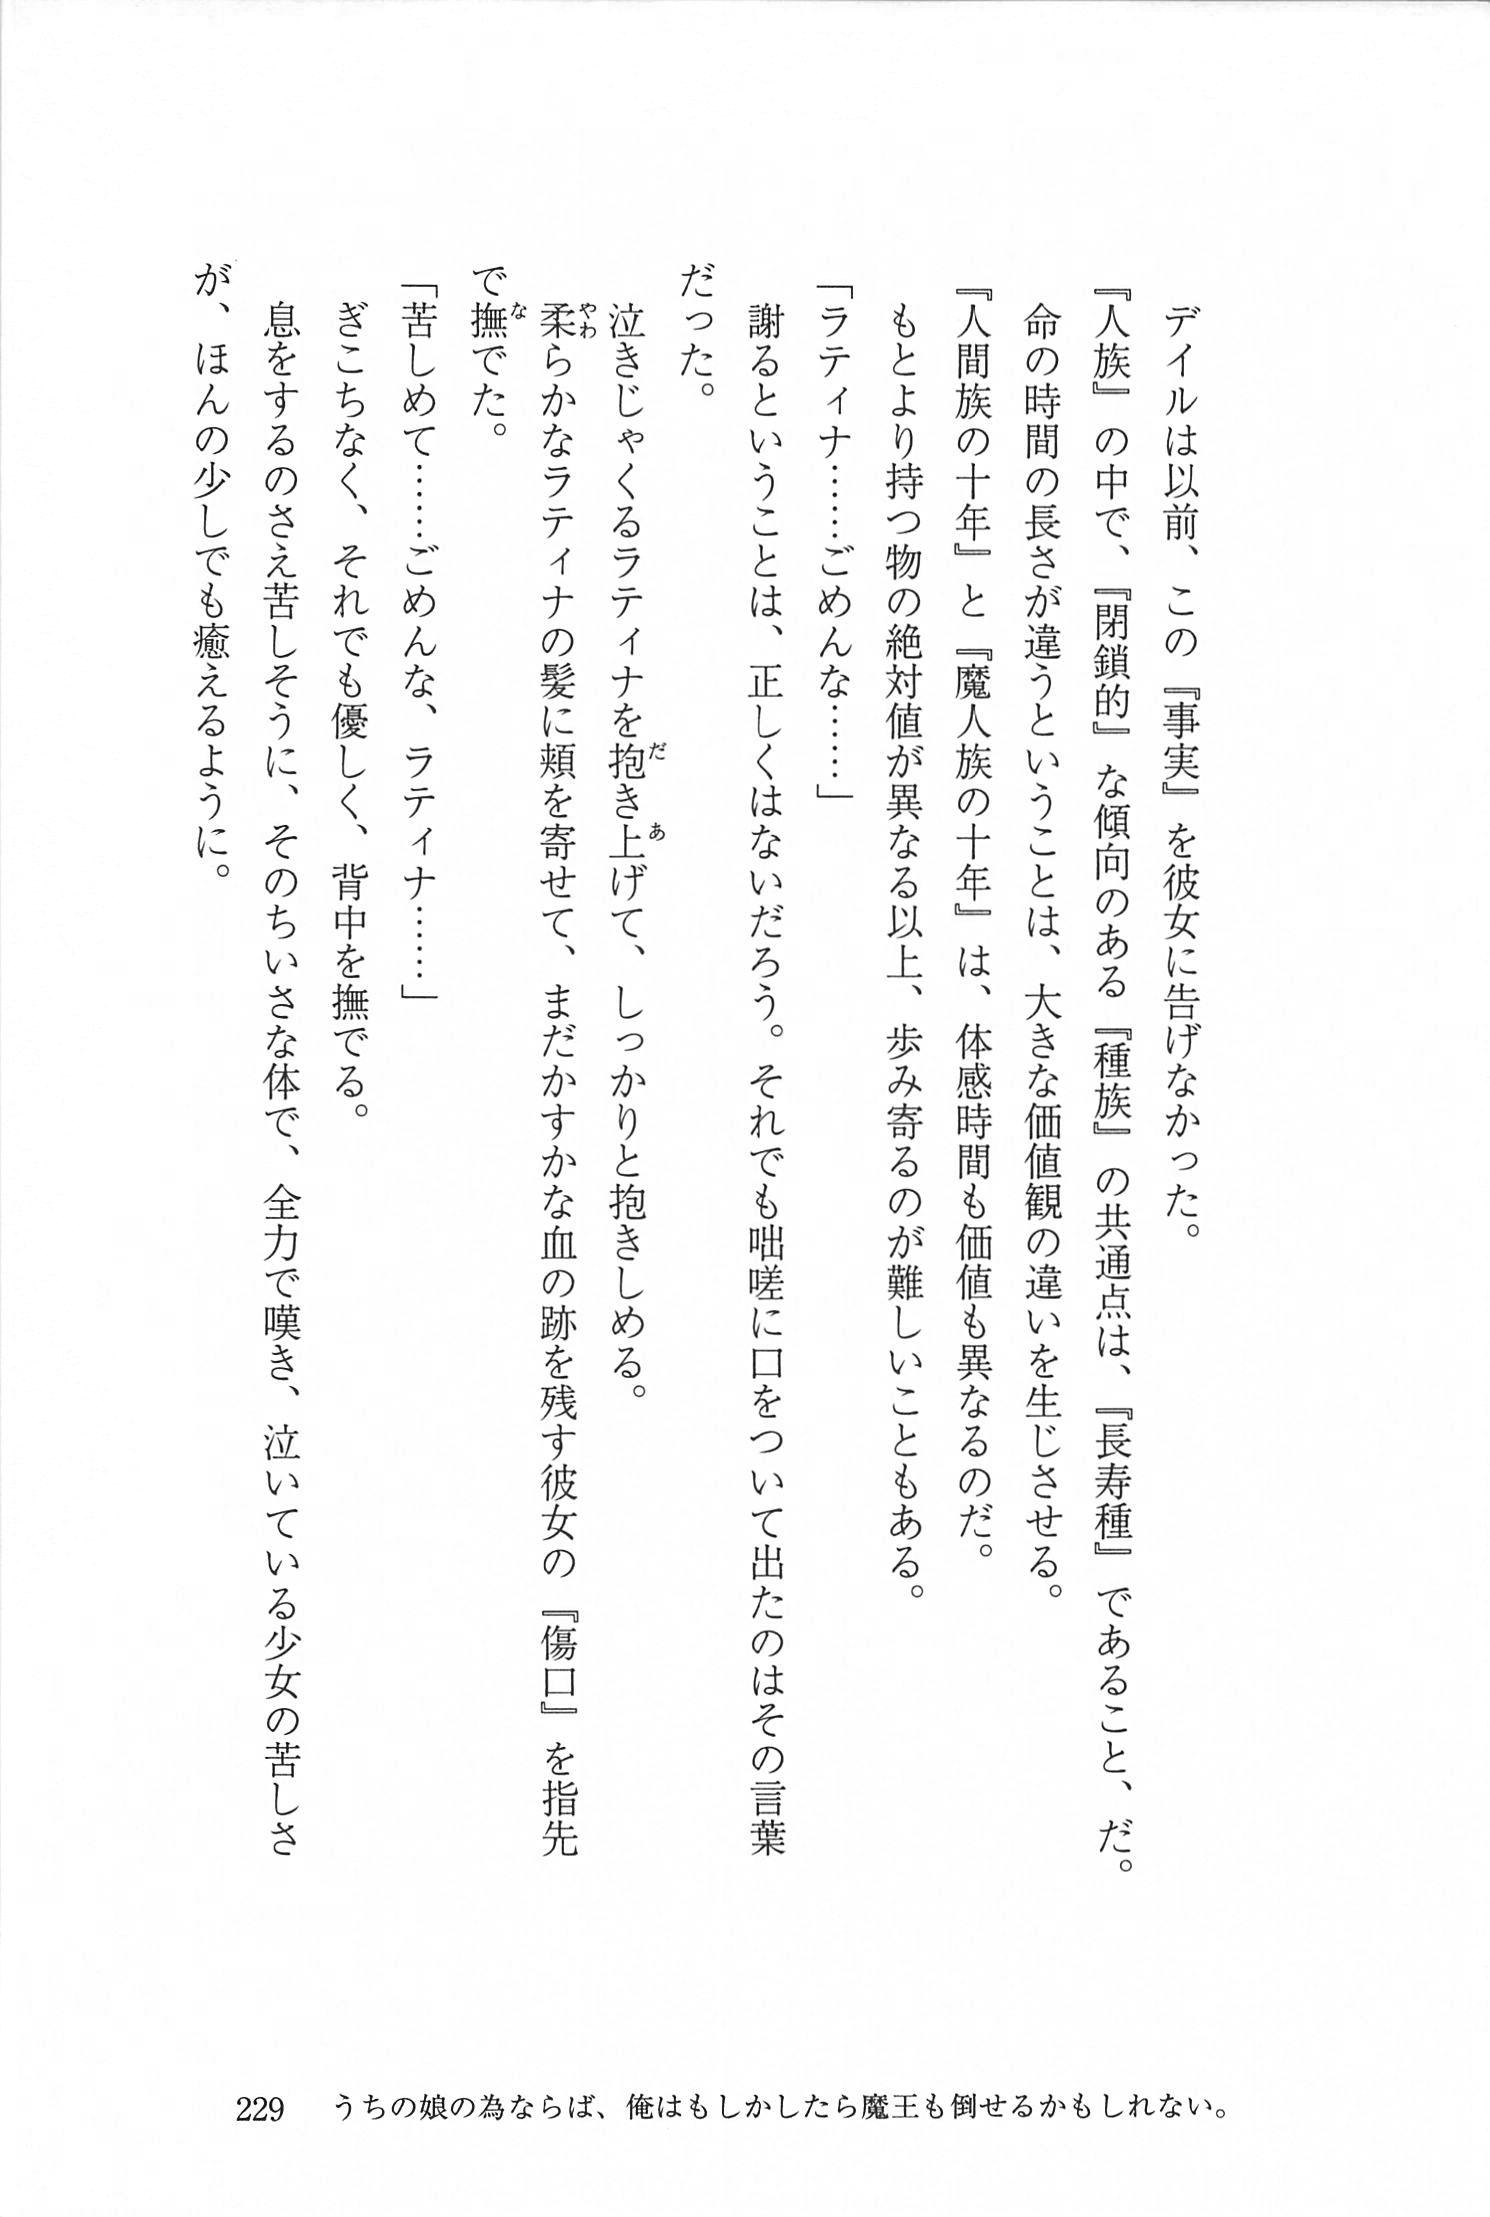 デイルは以前、この『事実』を彼女に告げなかった。
『人族』の中で、『閉鎖的』な傾向のある『種族』の共通点は、『長寿種』であること、だ。
　命の時間の長さが違うということは、大きな価値観の違いを生じさせる。
『人間族の十年』と『魔人族の十年』は、体感時間も価値も異なるのだ。
　もとより持つ物の絶対値が異なる以上、歩み寄るのが難しいこともある。
「ラティナ……ごめんな……」
　謝るということは、正しくはないだろう。それでも咄嗟に口をついて出たのはその言葉
だった。
　泣きじゃくるラティナを抱き上げて、しっかりと抱きしめる。
　柔らかなラティナの髪に頬を寄せて、まだかすかな血の跡を残す彼女の『傷口』を指先
で撫でた。
「苦しめて……ごめんな、ラティナ……」
　ぎこちなく、それでも優しく、背中を撫でる。
　息をするのさえ苦しそうに、そのちいさな体で、全力で嘆き、泣いている少女の苦しさ
が、ほんの少しでも癒えるように。
229　うちの娘の為ならば、俺はもしかしたら魔王も倒せるかもしれない。